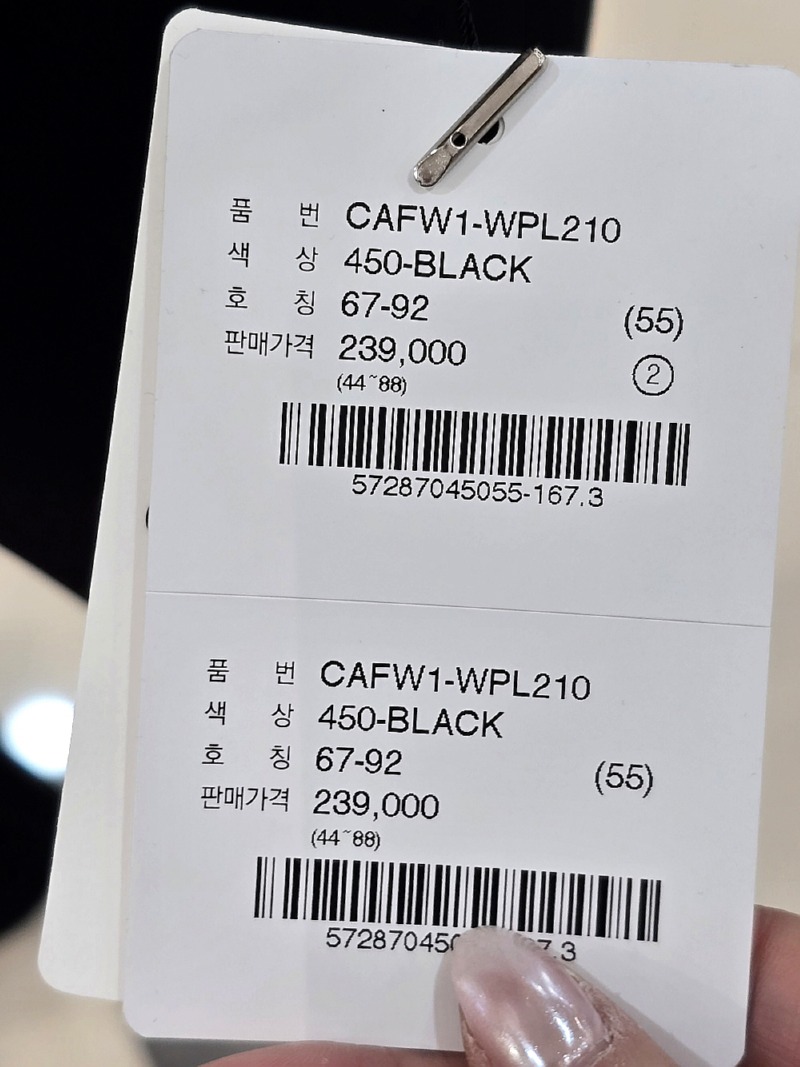 품 번 CAFW1-WPL210
색 상 450-BLACK
호 칭 67-92 (55)
판매가격 239,000 ②
(44~88)
57287045055-167.3
품 번 CAFW1-WPL210
색 상 450-BLACK
호 칭 67-92 (55)
판매가격 239,000
(44~88)